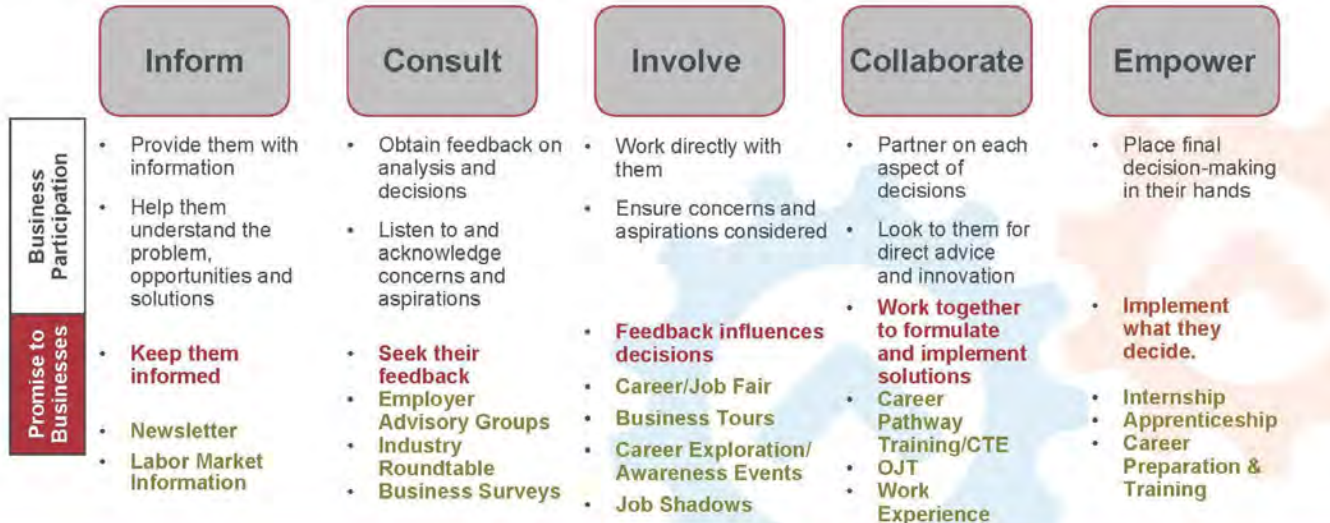 Inform
Consult
Involve
Collaborate
Empower
Business
Participation
• Provide them with
information
• Help them
understand the
problem,
opportunities and
solutions
• Obtain feedback on
analysis and
decisions
• Listen to and
acknowledge
concerns and
aspirations
• Work directly with
them
• Ensure concerns and
aspirations considered
• Partner on each
aspect of
decisions
• Look to them for
direct advice
and innovation
• Place final
decision-making
in their hands
Promise to
Businesses
• Keep them
informed
• Newsletter
• Labor Market
Information
• Seek their
feedback
• Employer
Advisory Groups
• Industry
Roundtable
• Business Surveys
• Feedback influences
decisions
• Career/Job Fair
• Business Tours
• Career Exploration/
Awareness Events
• Job Shadows
• Work together
to formulate
and implement
solutions
• Career
Pathway
Training/CTE
• OJT
• Work
Experience
• Implement
what they
decide.
• Internship
• Apprenticeship
• Career
Preparation &
Training